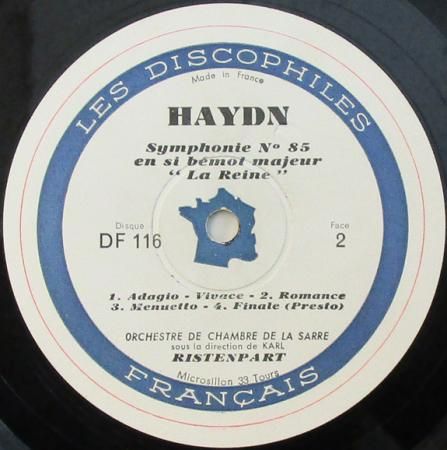 LES DISCOPHILES
Made in France
HAYDN
Symphonie Nº 85
en si bémol majeur
“ La Reine ”
Disque
DF 116
Face
2
1. Adagio - Vivace - 2. Romance
3. Menuetto - 4. Finale (Presto)
ORCHESTRE DE CHAMBRE DE LA SARRE
sous la direction de KARL
RISTENPART
Microsillon 33 Tours
FRANÇAIS